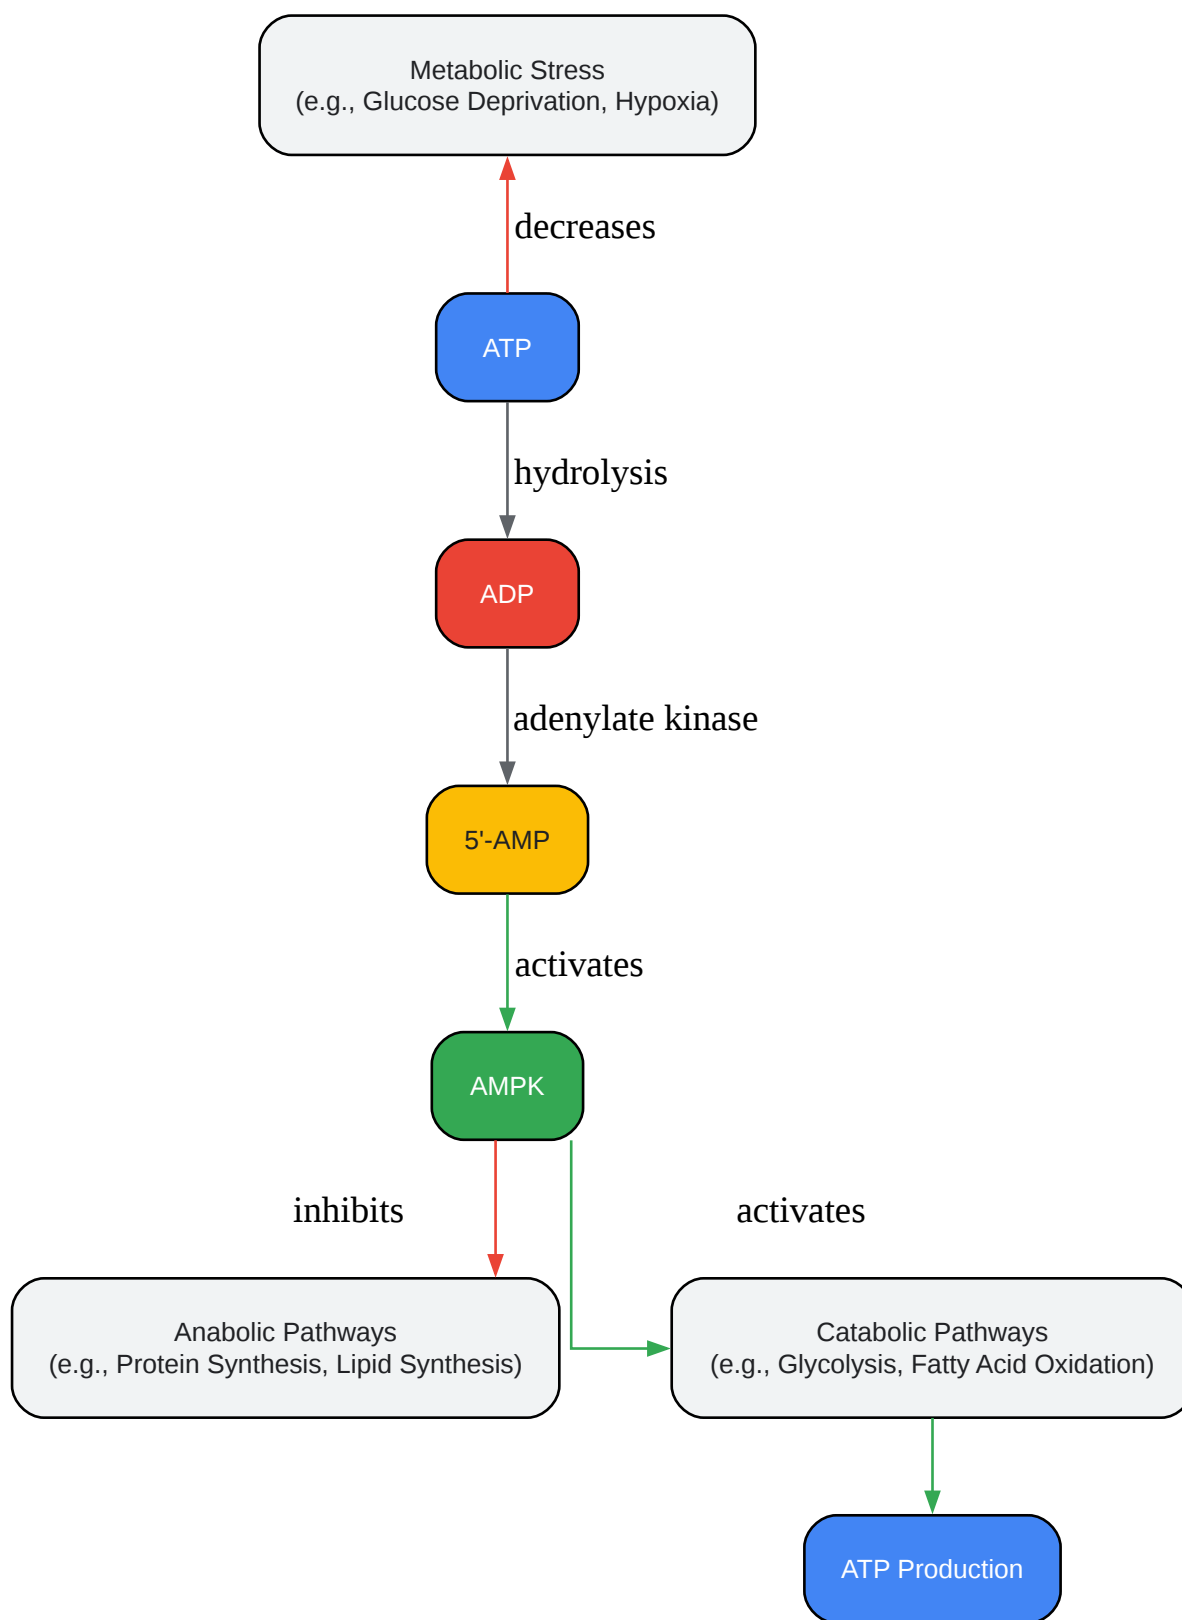 Metabolic Stress
(e.g., Glucose Deprivation, Hypoxia)
decreases
ATP
hydrolysis
ADP
adenylate kinase
5'-AMP
activates
AMPK
inhibits
activates
Anabolic Pathways
(e.g., Protein Synthesis, Lipid Synthesis)
Catabolic Pathways
(e.g., Glycolysis, Fatty Acid Oxidation)
ATP Production